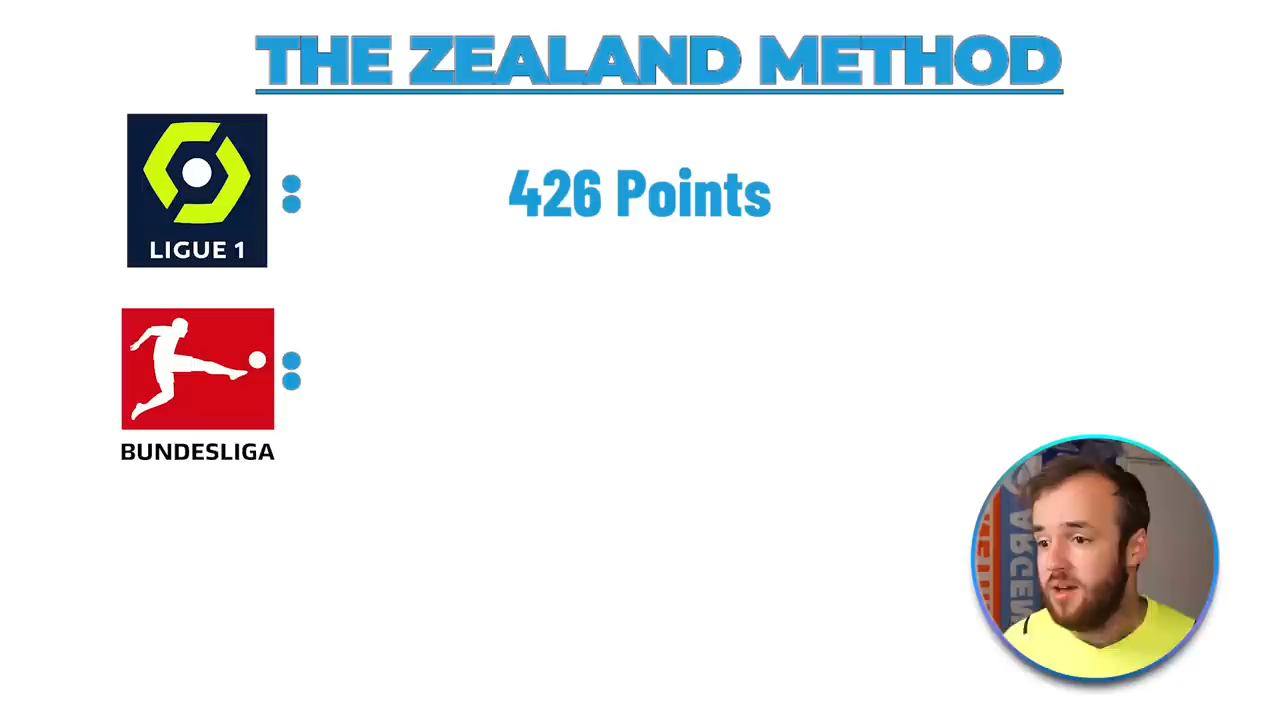 THE ZEALAND METHOD
LIGUE 1
:
426 Points
BUNDESLIGA
: